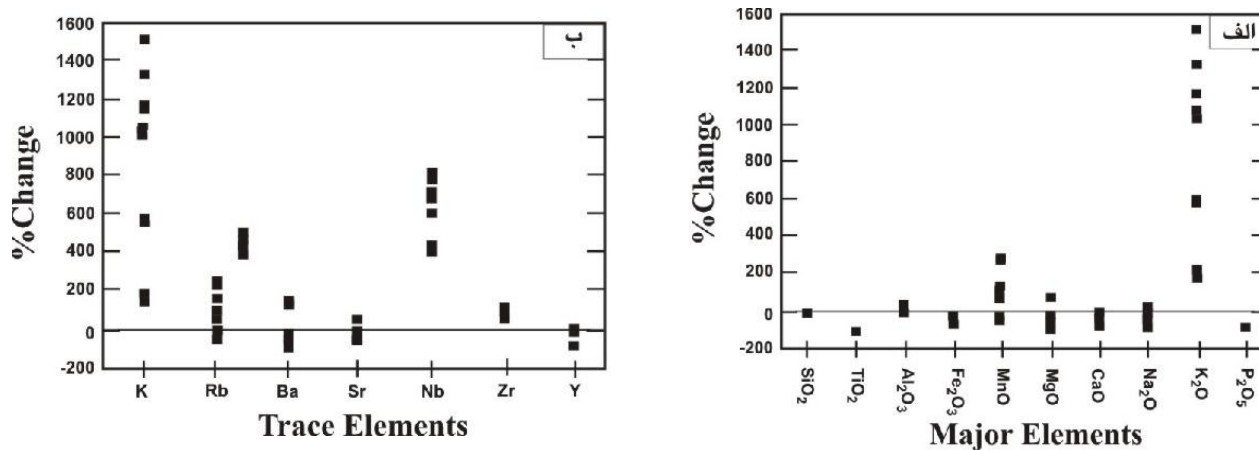 1600
1400
1200
1000
800
600
400
200
0
-200
%Change
ب
K Rb Ba Sr Nb Zr Y
Trace Elements
1600
1400
1200
1000
800
600
400
200
0
-200
%Change
الف
SiO₂ TiO₂ Al₂O₃ Fe₂O₃ MnO MgO CaO Na₂O K₂O P₂O₅
Major Elements